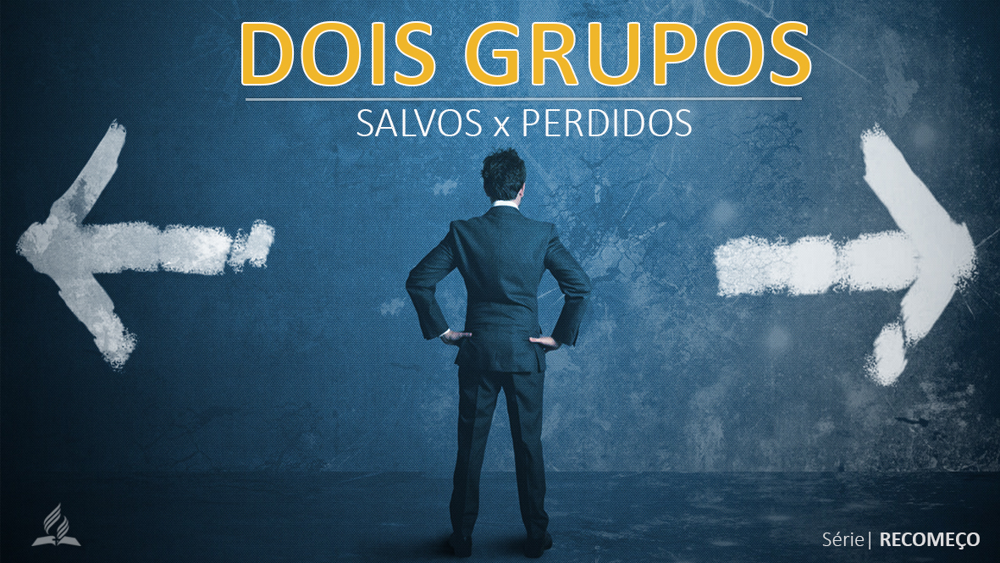 DOIS GRUPOS
SALVOS x PERDIDOS
Série| RECOMEÇO